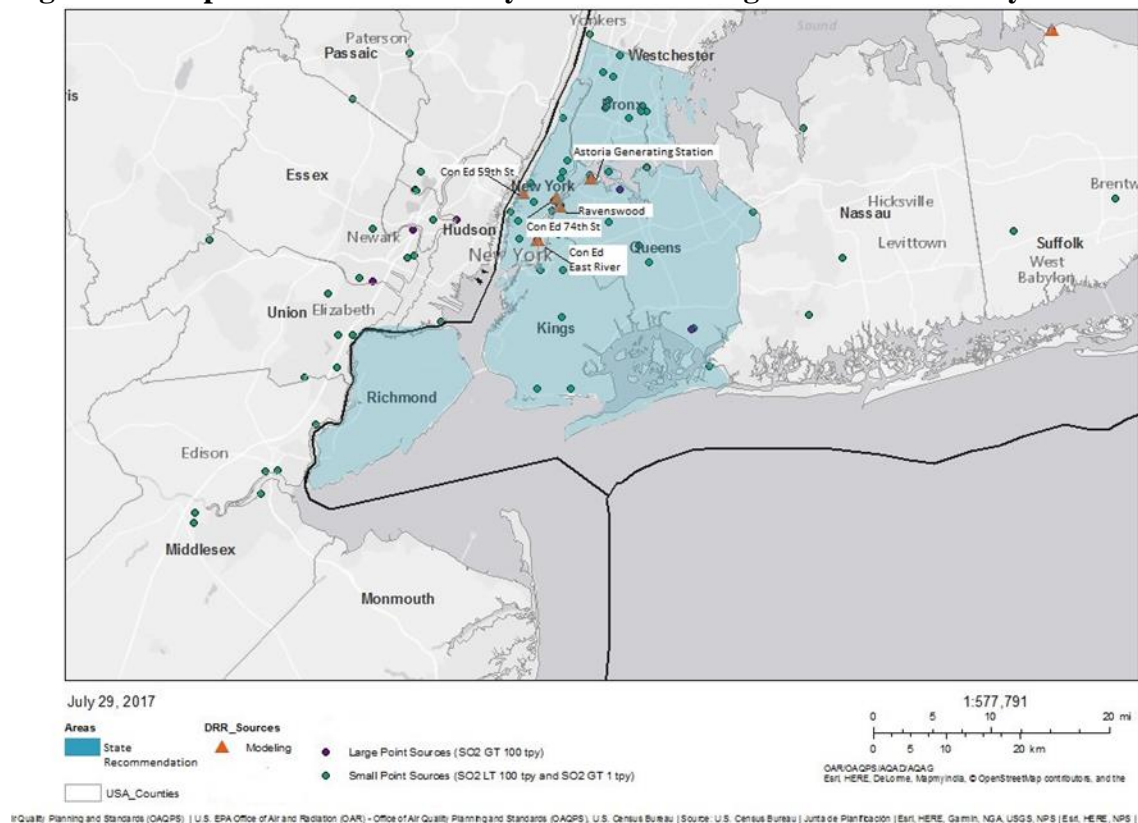 Yonkers
Sound
Paterson
Passaic
Westchester
ris
Bronx
Astoria Generating Station
Essex
Con Ed 59th St
New York
Brentw
Hicksville
Ravenswood
Nassau
Newark
Hudson
Con Ed 74th St
Levittown
Suffolk
New York
Con Ed
East River
Queens
West
Babylon
Union Elizabeth
Kings
Richmond
Edison
Middlesex
Monmouth
July 29, 2017
1:577,791
0 5 10 20 mi
0 5 10 20 km
Areas
DRR_Sources
State
Recommendation
Modeling
Large Point Sources (SO2 GT 100 tpy)
Small Point Sources (SO2 LT 100 tpy and SO2 GT 1 tpy)
USA_Counties
OAR/OAQPS/AQAD/AQAG
Esri, HERE, DeLorme, MapmyIndia, © OpenStreetMap contributors, and the
ir Quality Planning and Standards (OAQPS) | U.S. EPA Office of Air and Radiation (OAR) - Office of Air Quality Planning and Standards (OAQPS), U.S. Census Bureau | Source: U.S. Census Bureau | Junta de Planificación | Esri, HERE, Garmin, NGA, USGS, NPS | Esri, HERE, NPS |